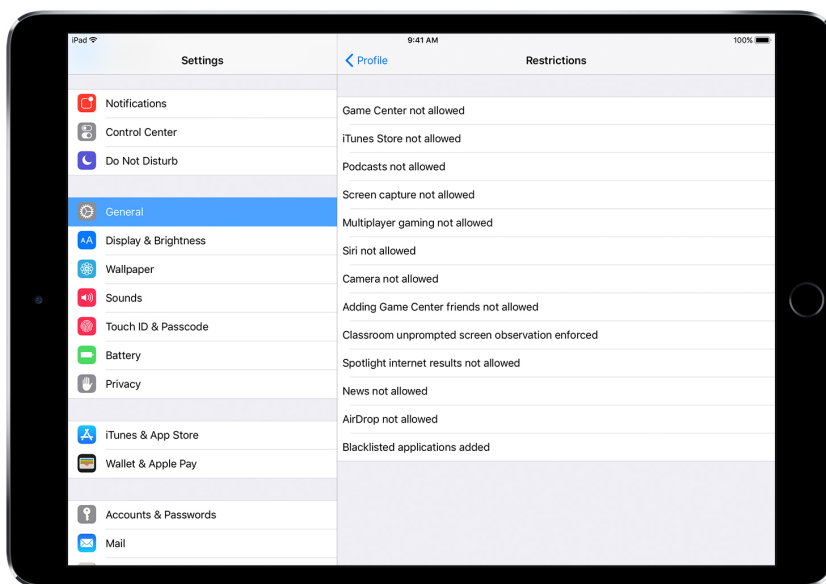 iPad
9:41 AM
100%
Settings
Profile
Restrictions
Notifications
Control Center
Do Not Disturb
General
AA Display & Brightness
Wallpaper
Sounds
Touch ID & Passcode
Battery
Privacy
iTunes & App Store
Wallet & Apple Pay
Accounts & Passwords
Mail
Game Center not allowed
iTunes Store not allowed
Podcasts not allowed
Screen capture not allowed
Multiplayer gaming not allowed
Siri not allowed
Camera not allowed
Adding Game Center friends not allowed
Classroom unprompted screen observation enforced
Spotlight internet results not allowed
News not allowed
AirDrop not allowed
Blacklisted applications added